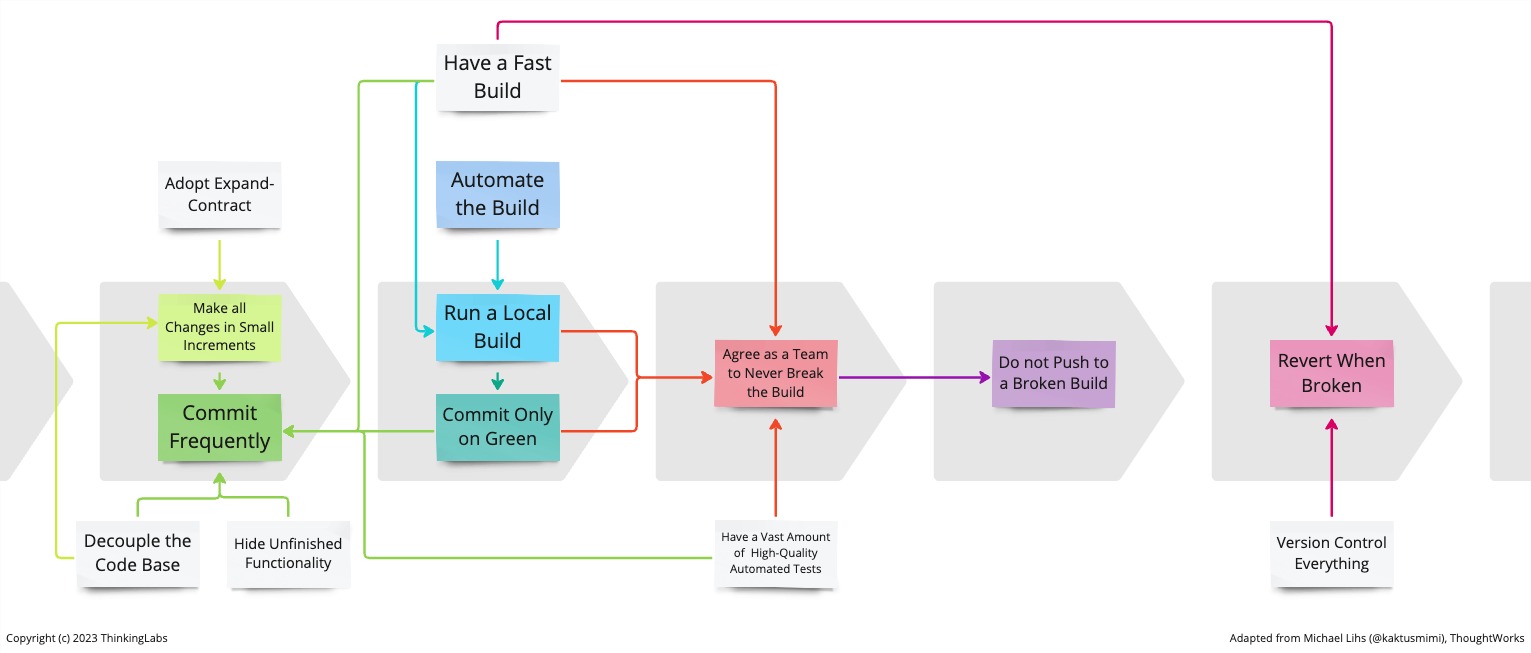 Have a Fast
Build
Adopt Expand-
Contract
Automate
the Build
Make all
Changes in Small
Increments
Run a Local
Build
Agree as a Team
to Never Break
the Build
Do not Push to
a Broken Build
Revert When
Broken
Commit
Frequently
Commit Only
on Green
Decouple the
Code Base
Hide Unfinished
Functionality
Have a Vast Amount
of High-Quality
Automated Tests
Version Control
Everything
Copyright (c) 2023 ThinkingLabs
Adapted from Michael Lihs (@kaktusmimi), ThoughtWorks